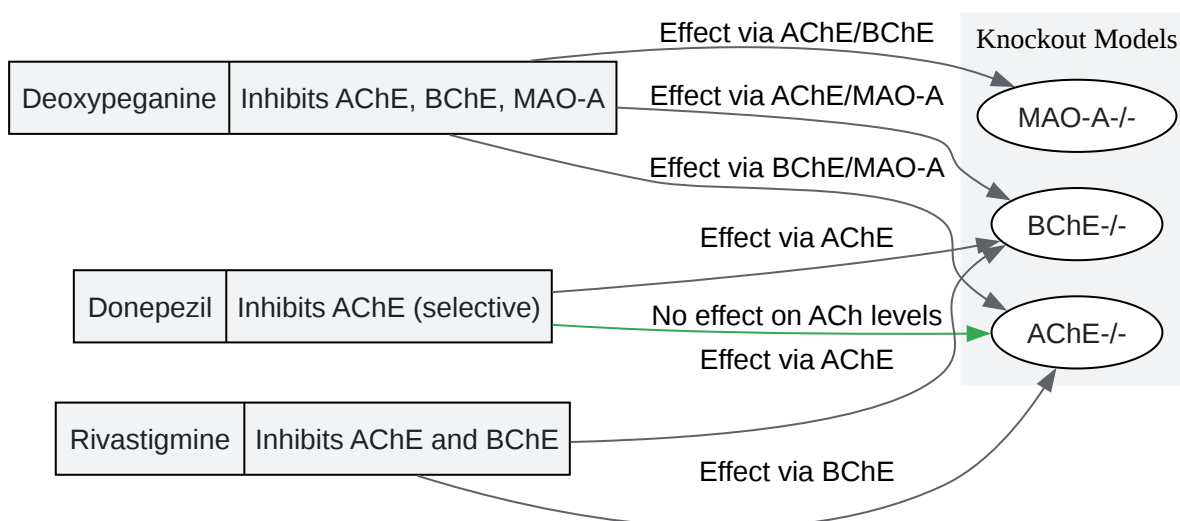 Effect via AChE/BChE
Knockout Models
Deoxypeganine
Inhibits AChE, BChE, MAO-A
Effect via AChE/MAO-A
MAO-A-/-
Effect via BChE/MAO-A
BChE-/-
Effect via AChE
Donepezil
Inhibits AChE (selective)
No effect on ACh levels
AChE-/-
Effect via AChE
Rivastigmine
Inhibits AChE and BChE
Effect via BChE